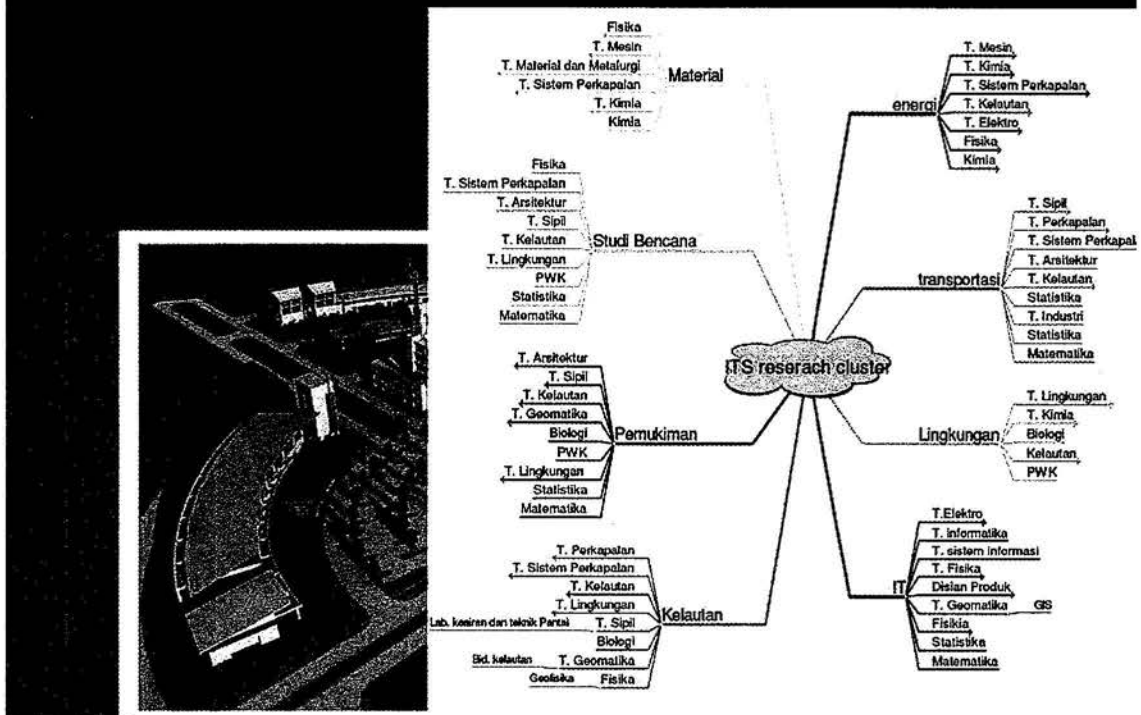 Fisika
T. Mesin
T. Material dan Metalurgi
T. Sistem Perkapalan
T. Kimia
Kimia
Material
Fisika
T. Sistem Perkapalan
T. Arsitektur
T. Sipil
T. Kelautan
T. Lingkungan
PWK
Statistika
Matematika
Studi Bencana
T. Arsitektur
T. Sipil
T. Kelautan
T. Geomatika
Biologi
PWK
T. Lingkungan
Statistika
Matematika
Pemukiman
T. Perkapalan
T. Sistem Perkapalan
T. Kelautan
T. Lingkungan
Lab. keairan dan teknik Pantai T. Sipil
Biologi
Bid. kelautan T. Geomatika
Geofisika Fisika
Kelautan
ITS reserach cluster
energi
T. Mesin
T. Kimia
T. Sistem Perkapalan
T. Kelautan
T. Elektro
Fisika
Kimia
transportasi
T. Sipil
T. Perkapalan
T. Sistem Perkapal
T. Arsitektur
T. Kelautan
Statistika
T. Industri
Statistika
Matematika
Lingkungan
T. Lingkungan
T. Kimia
Biologi
Kelautan
PWK
IT
T.Elektro
T. informatika
T. sistem informasi
T. Fisika
Disian Produk
T. Geomatika GIS
Fisikia
Statistika
Matematika